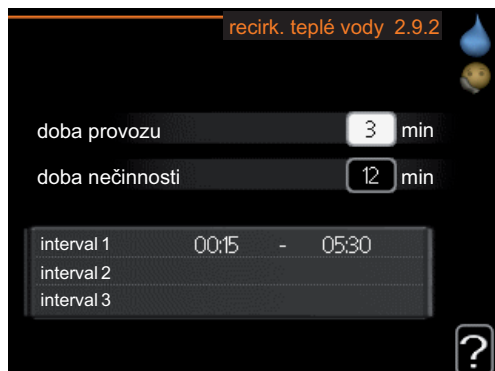 recirk. teplé vody 2.9.2
doba provozu 3 min
doba nečinnosti 12 min
interval 1 00:15 - 05:30
interval 2
interval 3
?